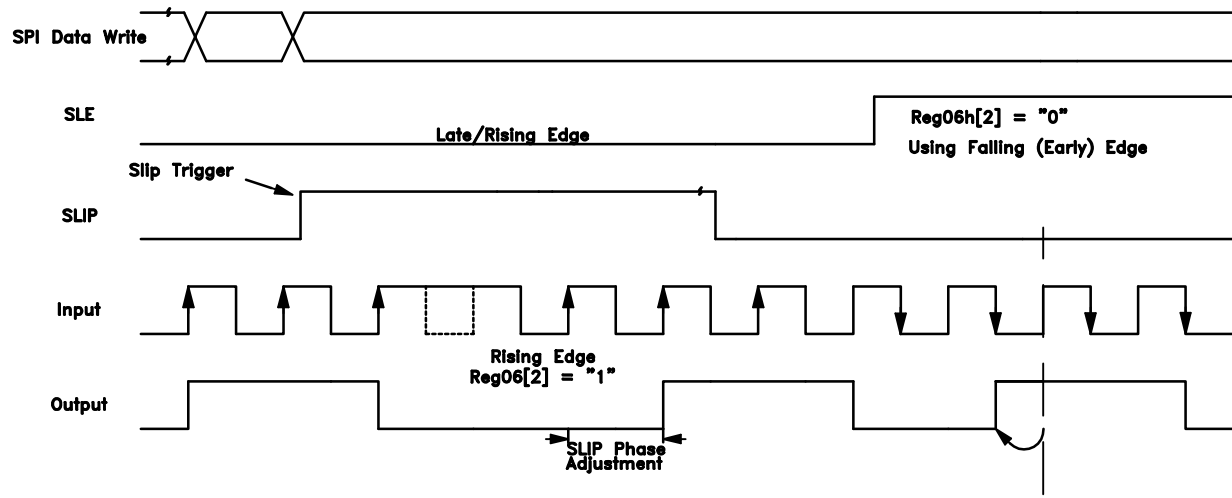 SPI Data Write
SLE
Late/Rising Edge
Reg06h[2] = "0"
Using Falling (Early) Edge
Slip Trigger
SLIP
Input
Rising Edge
Reg06[2] = "1"
Output
SLIP Phase
Adjustment